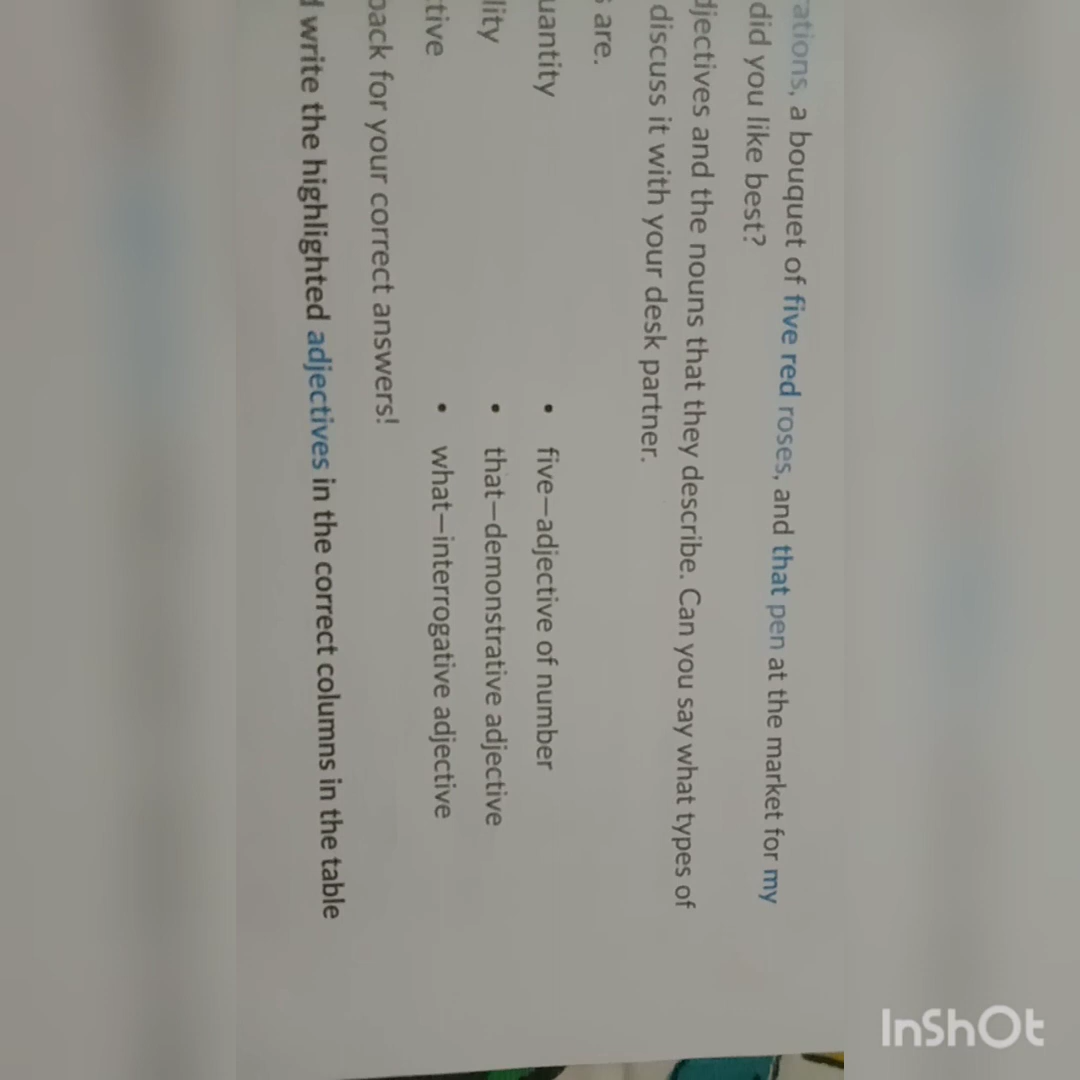 ations, a bouquet of five red roses, and that pen at the market for my
did you like best?
djectives and the nouns that they describe. Can you say what types of
discuss it with your desk partner.
are.
uantity
• five—adjective of number
lity
• that—demonstrative adjective
ctive
• what—interrogative adjective
back for your correct answers!
write the highlighted adjectives in the correct columns in the table
InShOt